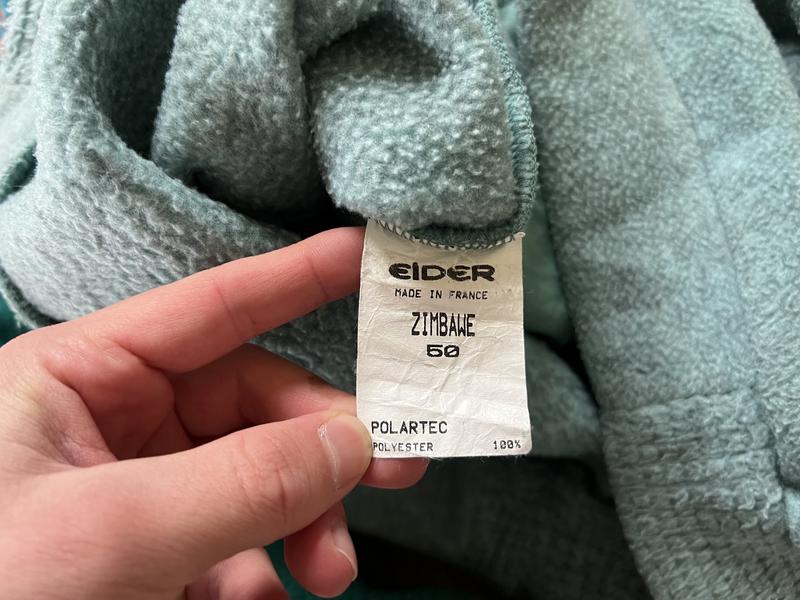 EIDER
MADE IN FRANCE
ZIMBAWE
50
POLARTEC
POLYESTER 100%